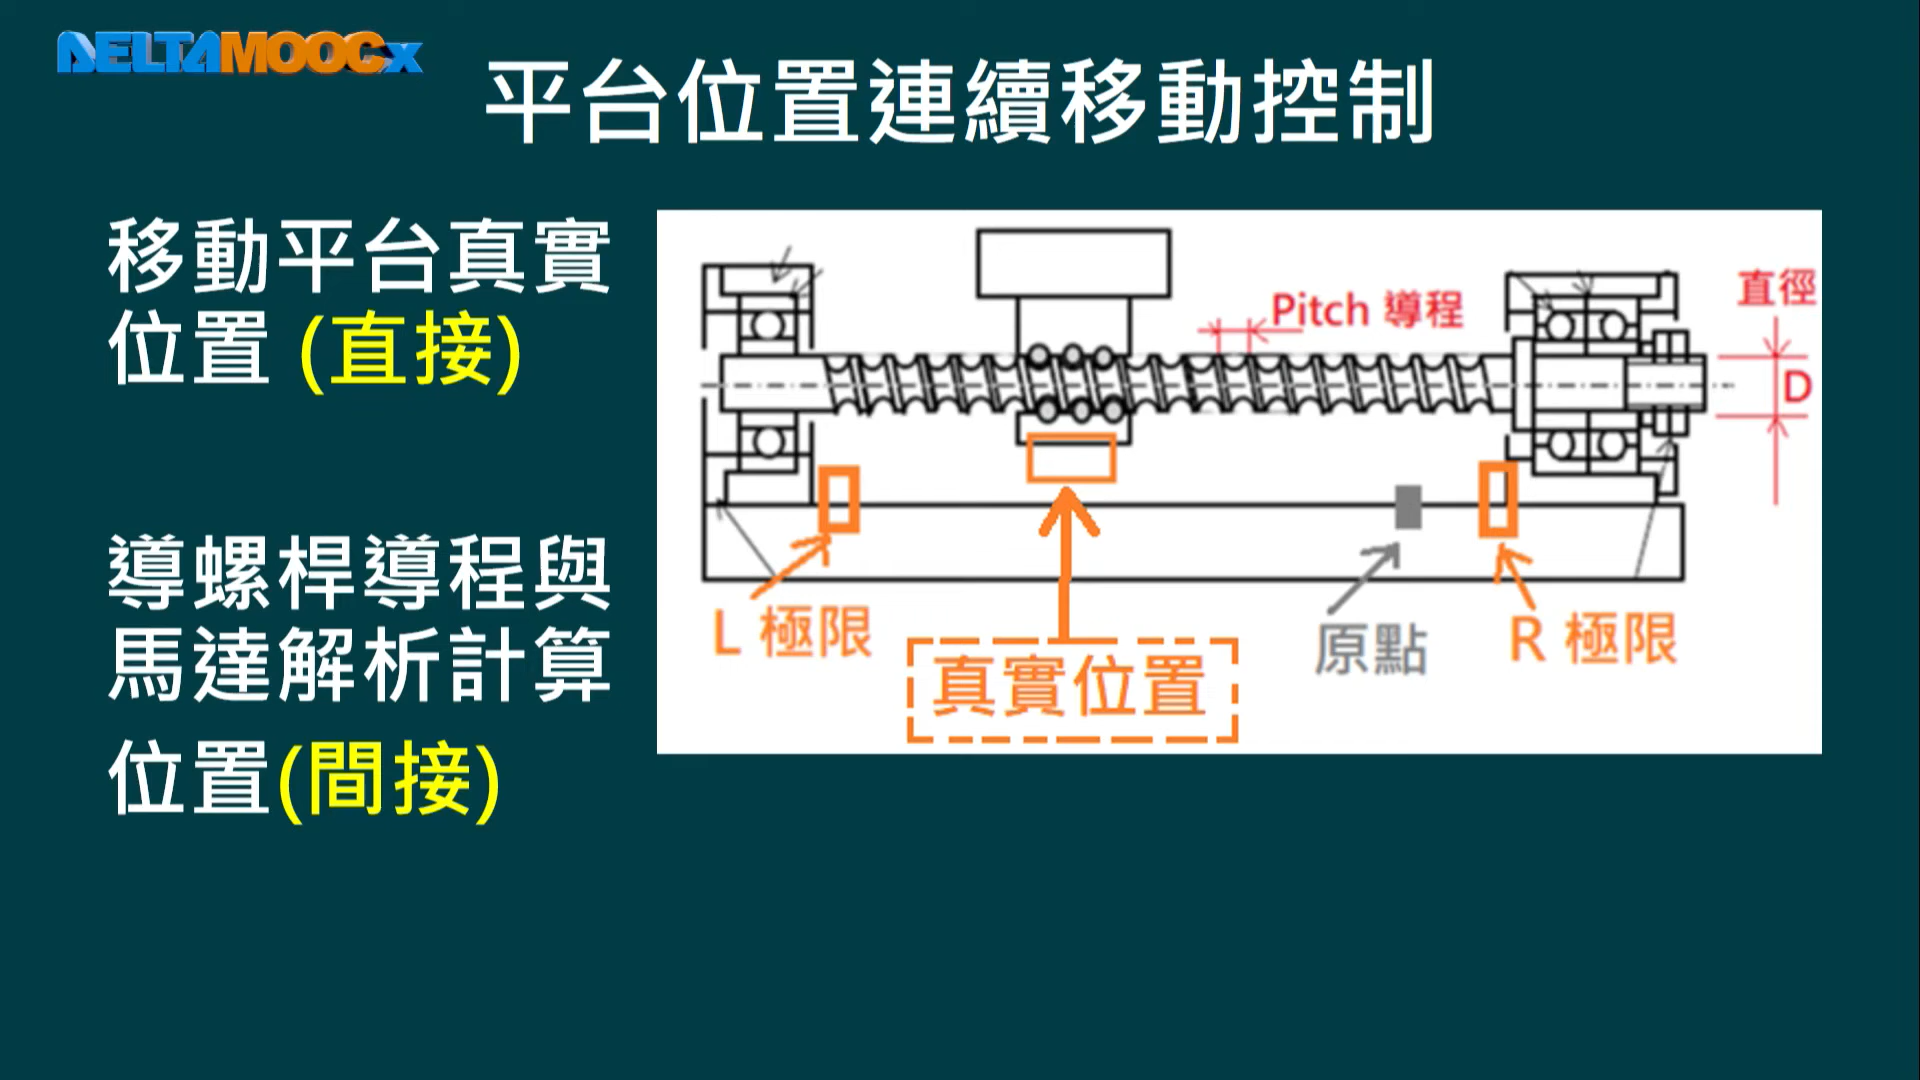 DELTAMOOCx
平台位置連續移動控制
移動平台真實
位置 (直接)
導螺桿導程與
馬達解析計算
位置(間接)
Pitch 導程
直徑
D
L 極限
真實位置
原點
R 極限